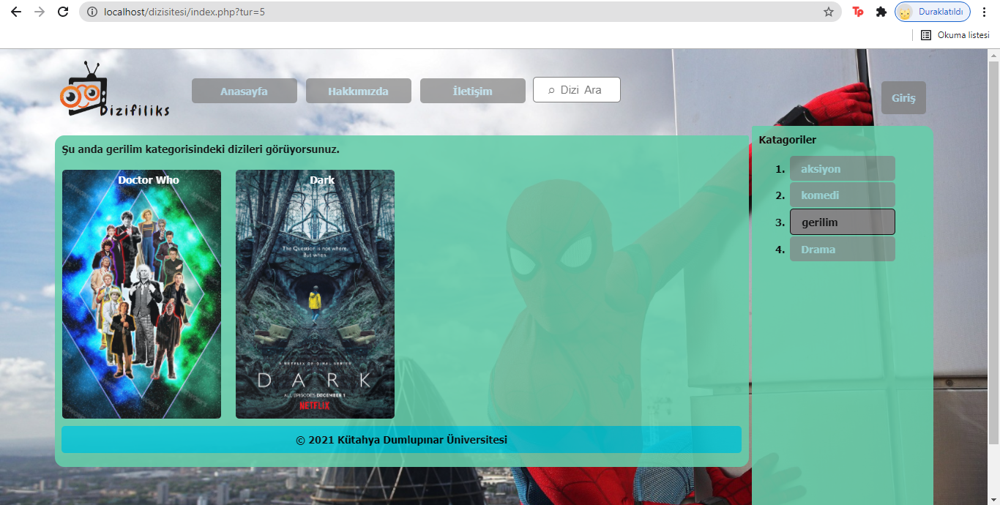 localhost/dizisitesi/index.php?tur=5
Tp
Duraklatıldı
Okuma listesi
Dizifiliks
Anasayfa
Hakkımızda
İletişim
Dizi Ara
Giriş
Şu anda gerilim kategorisindeki dizileri görüyorsunuz.
Doctor Who
Dark
The Question is not where.
But when.
A NETFLIX ORIGINAL SERIES
DARK
ALL EPISODES DECEMBER 1
NETFLIX
© 2021 Kütahya Dumlupınar Üniversitesi
Katagoriler
1. aksiyon
2. komedi
3. gerilim
4. Drama